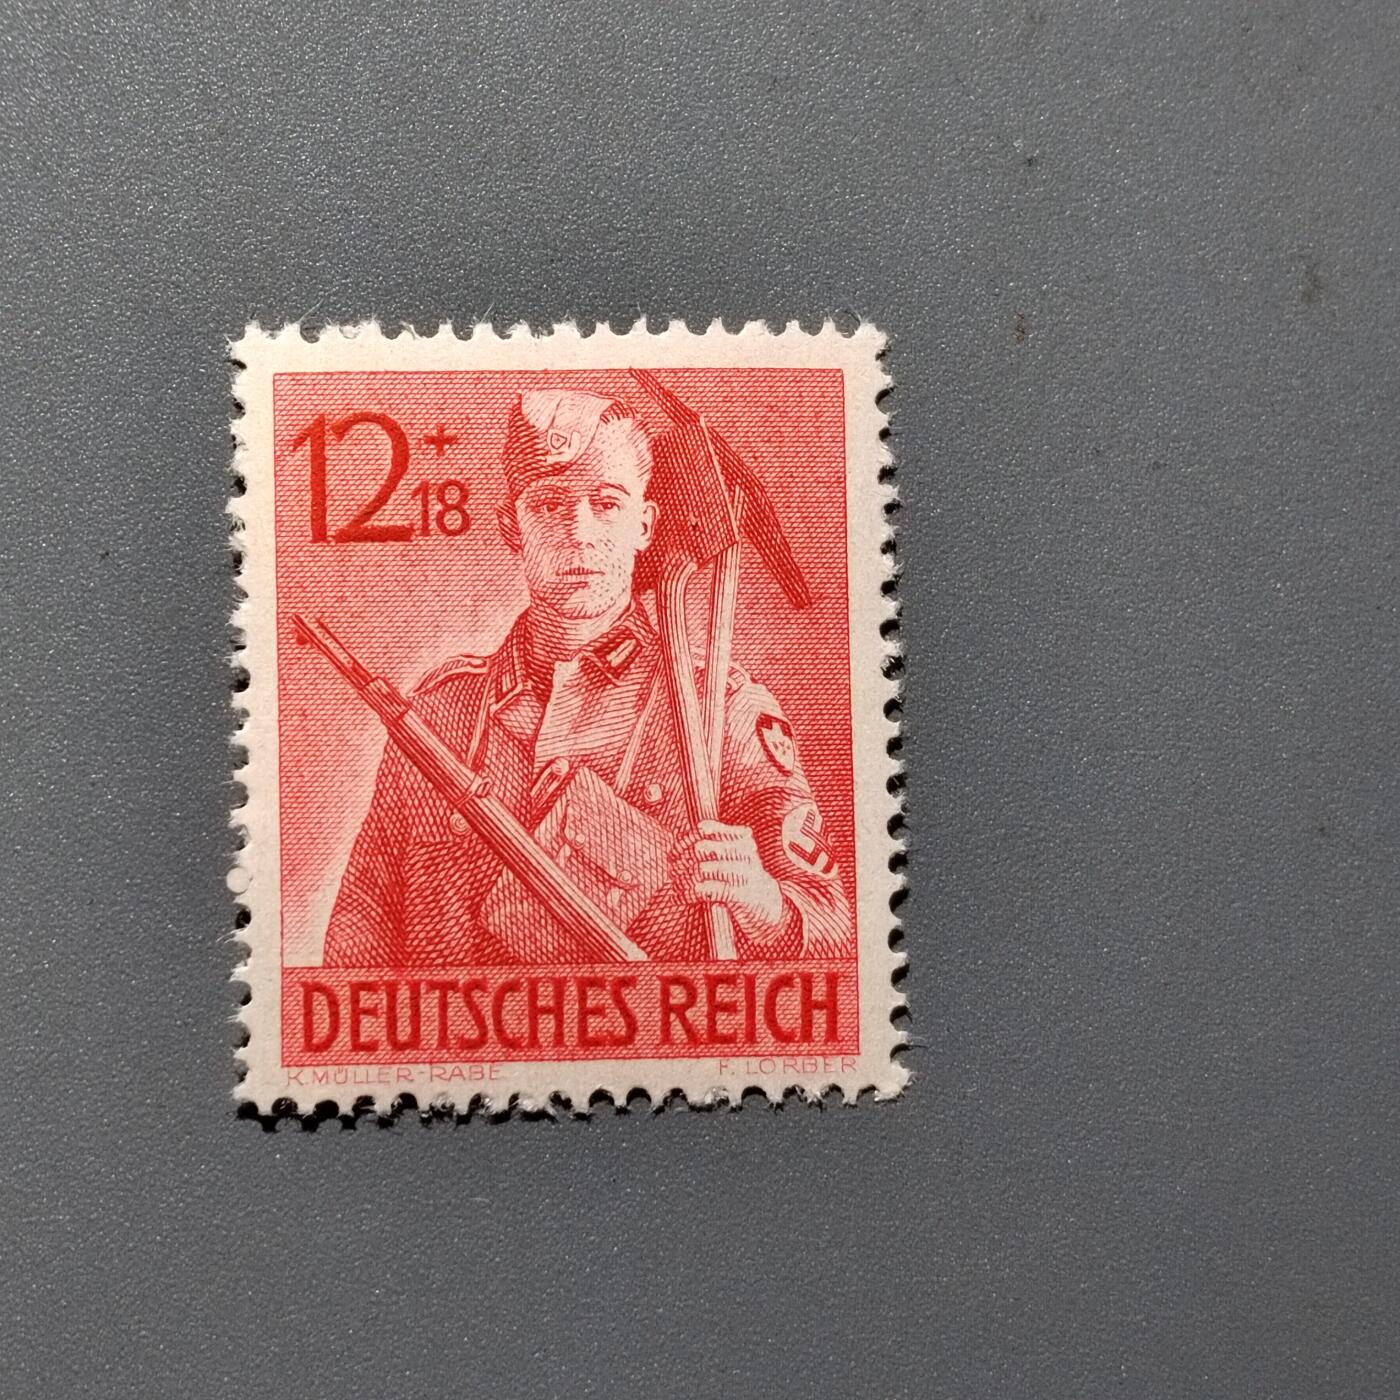 12 + 18
DEUTSCHES REICH
K. MÜLLER-RABE F. LORBER